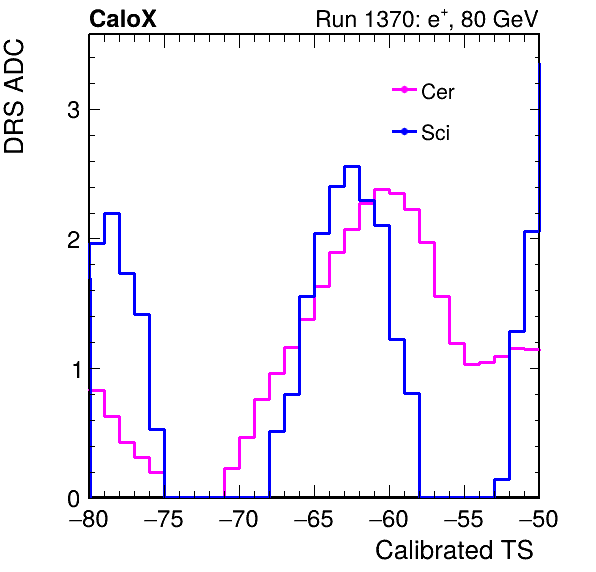 CaloX Run 1370: e⁺, 80 GeV
DRS ADC
Cer
Sci
3
2
1
0
−80 −75 −70 −65 −60 −55 −50
Calibrated TS